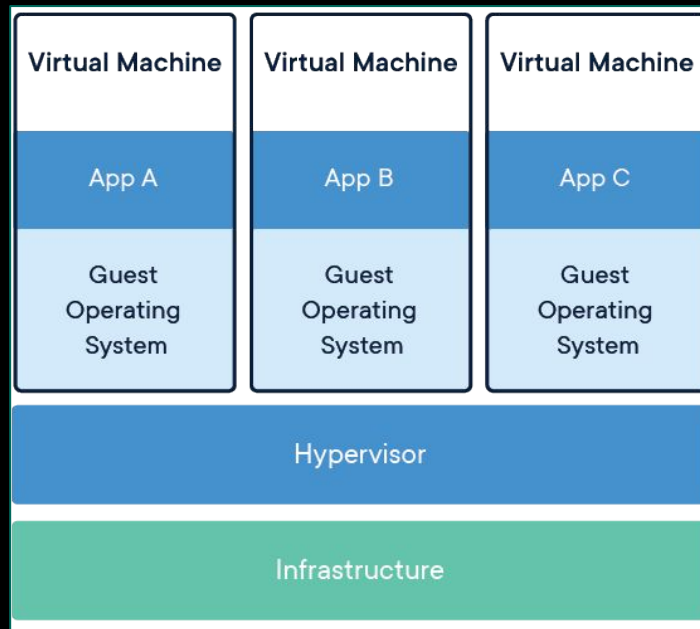 Virtual Machine
Virtual Machine
Virtual Machine
App A
App B
App C
Guest
Operating
System
Guest
Operating
System
Guest
Operating
System
Hypervisor
Infrastructure